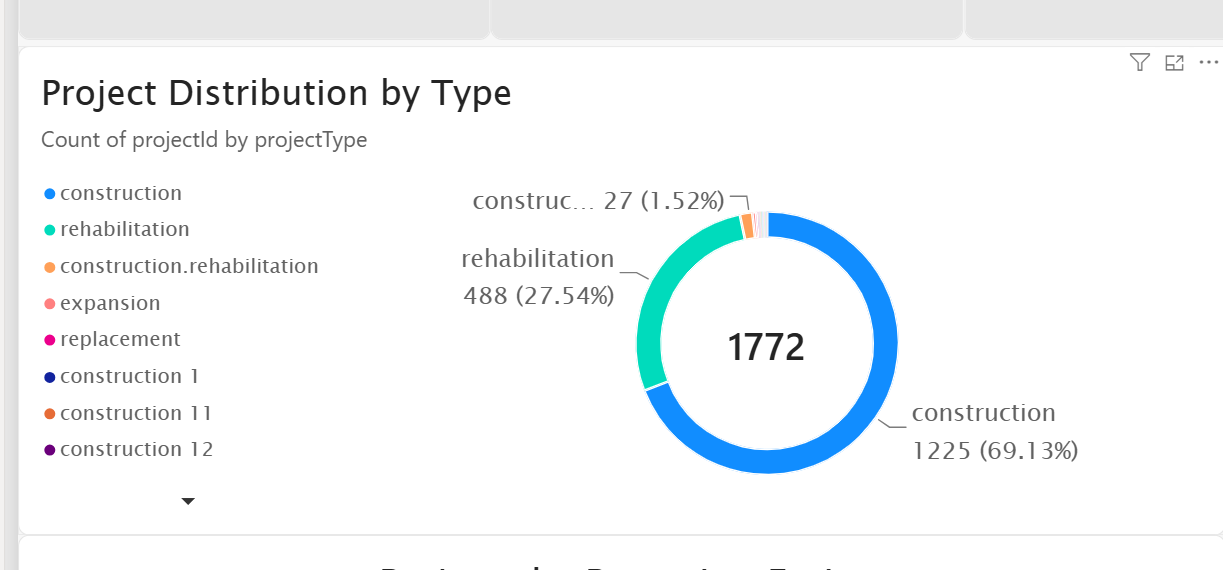 Project Distribution by Type
Count of projectId by projectType
construction
rehabilitation
construction.rehabilitation
expansion
replacement
construction 1
construction 11
construction 12
construc... 27 (1.52%)
rehabilitation
488 (27.54%)
1772
construction
1225 (69.13%)